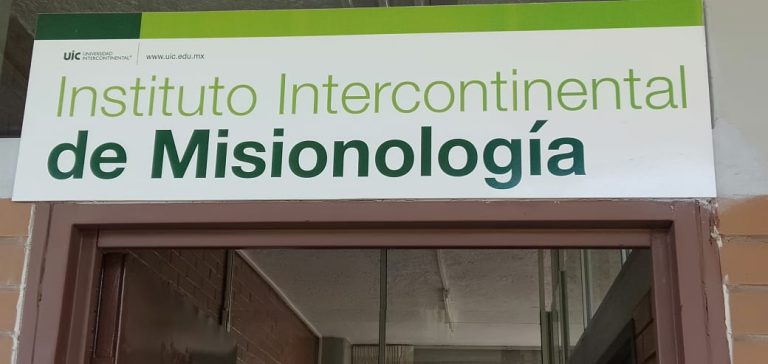 uic UNIVERSIDAD INTERCONTINENTAL® www.uic.edu.mx
Instituto Intercontinental
de Misionología